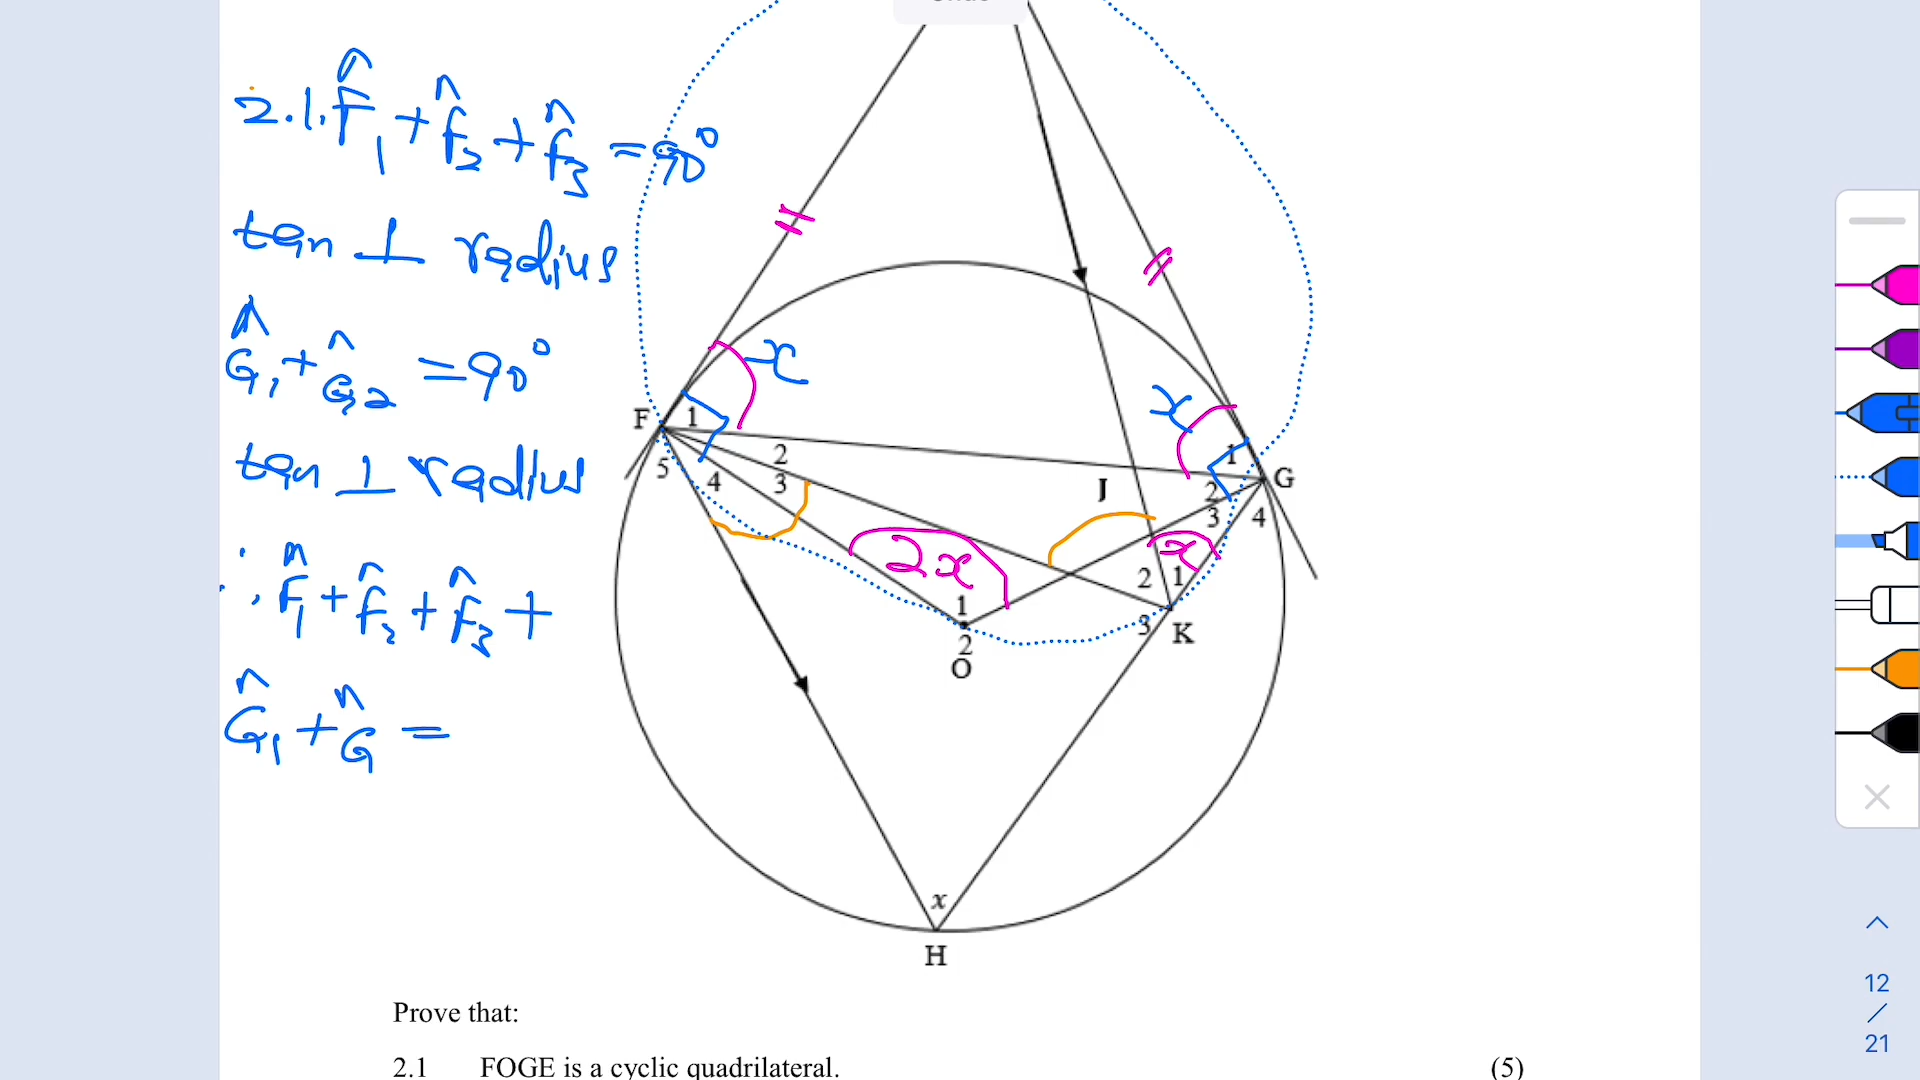 2.1. F̂₁ + F̂₂ + F̂₃ = 90°
tan ⊥ radius
Ĝ₁ + Ĝ₂ = 90°
tan ⊥ radius
∴ F̂₁ + F̂₂ + F̂₃ +
Ĝ₁ + Ĝ =
x
x
F 1
2
5 4 3
1
G
2
J
3 4
2x
x
2 1
1
3 K
2
O
x
H
Prove that:
2.1 FOGE is a cyclic quadrilateral. (5)
12
/
21